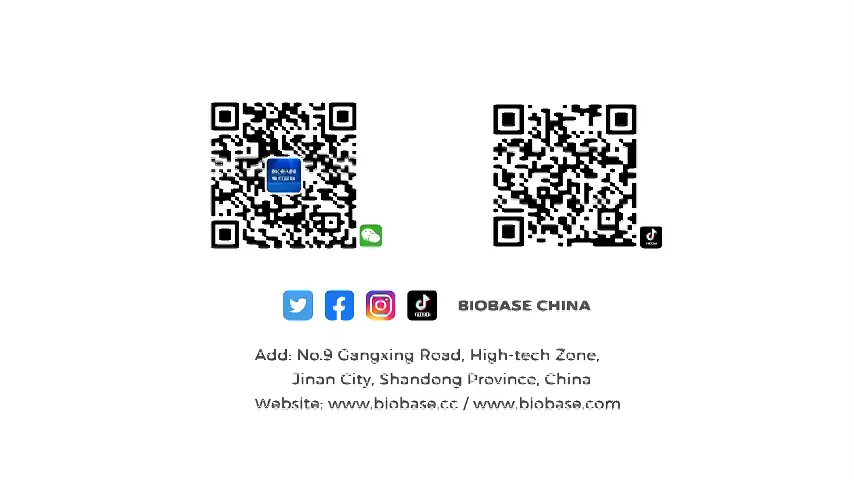 BIOBASE
BIOBASE CHINA
Add: No.9 Gangxing Road, High-tech Zone,
Jinan City, Shandong Province, China
Website: www.biobase.cc / www.biobase.com